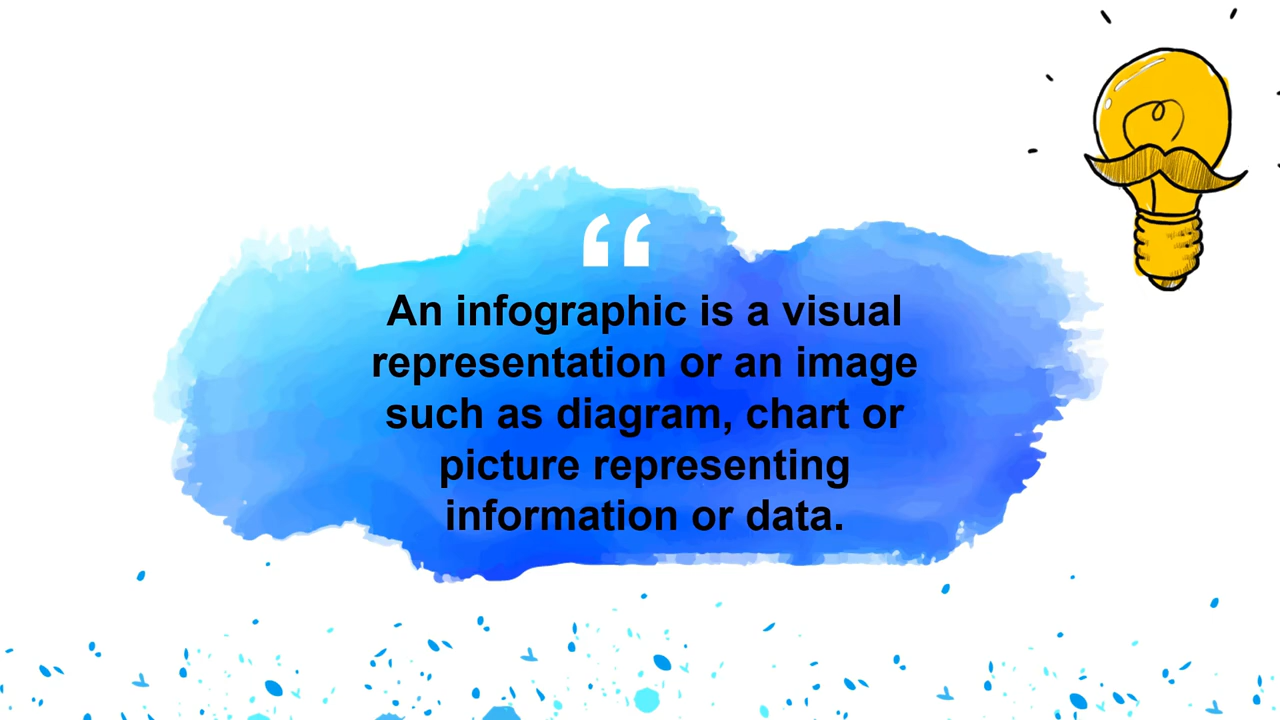 “
An infographic is a visual
representation or an image
such as diagram, chart or
picture representing
information or data.